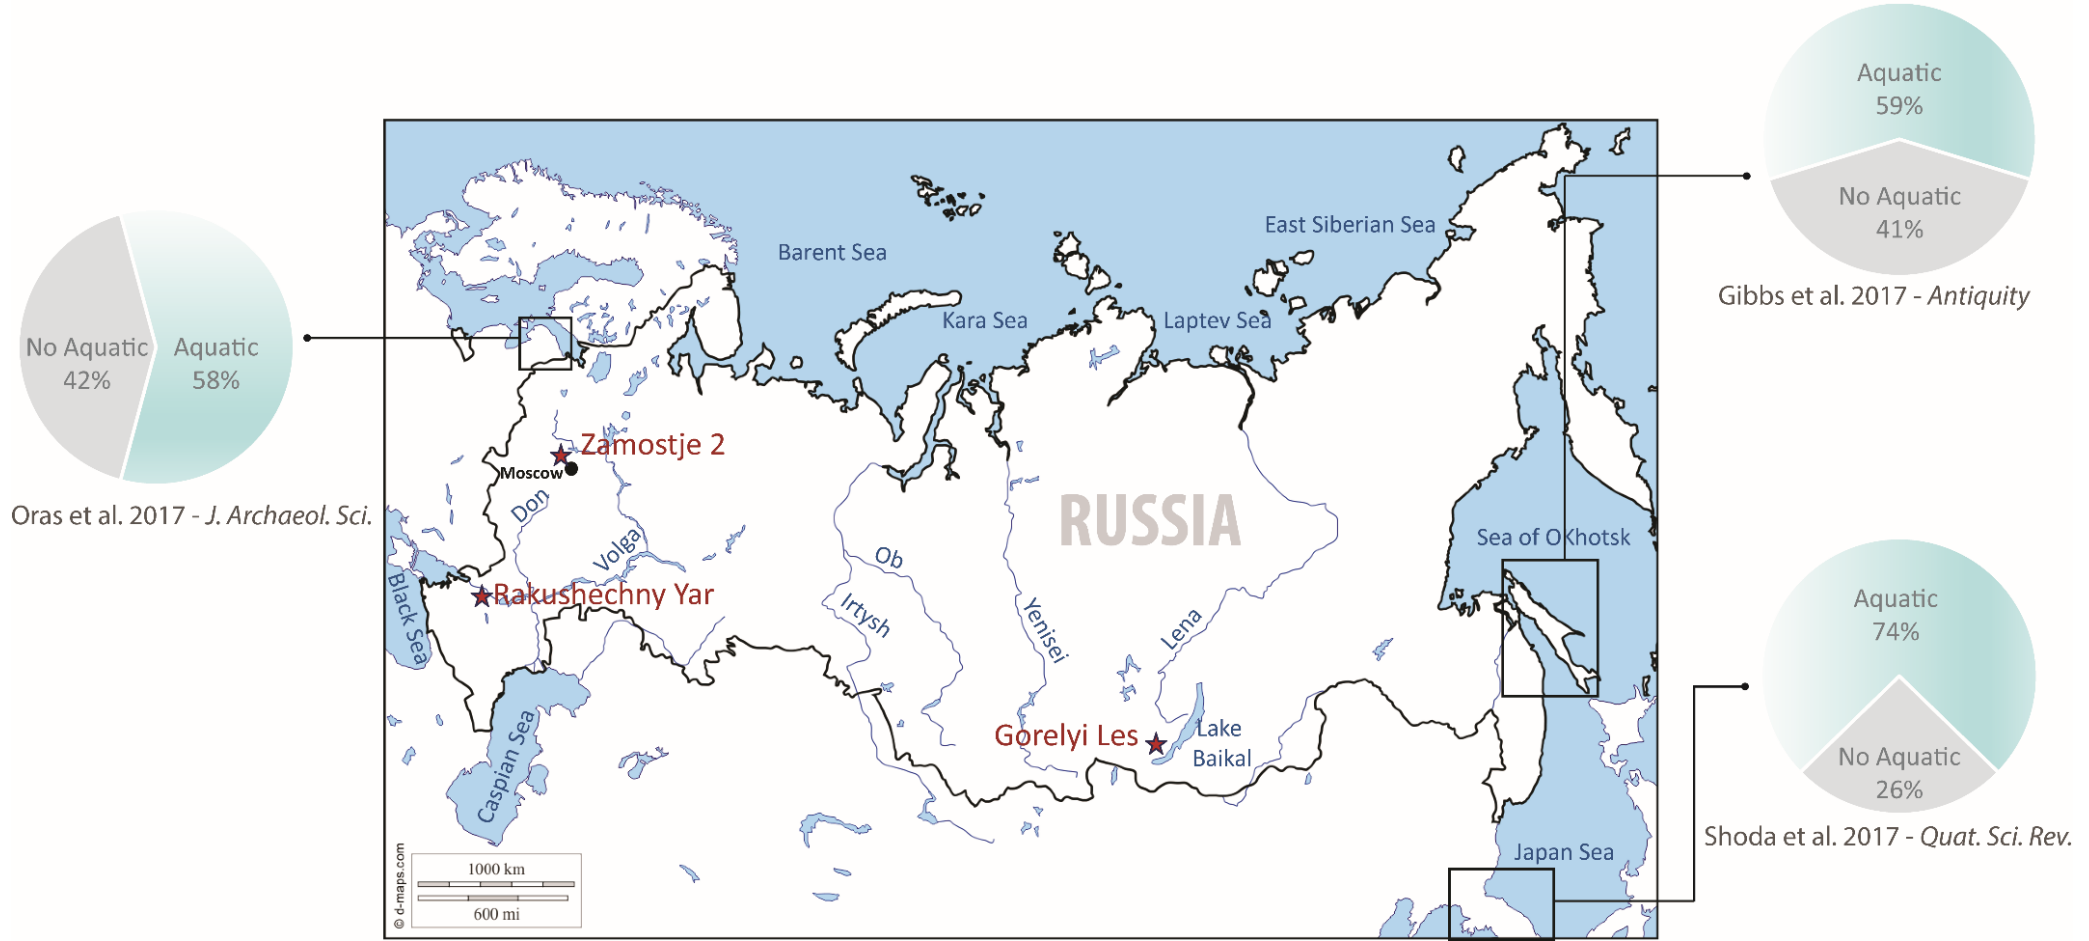 Aquatic
59%
No Aquatic
41%
Gibbs et al. 2017 - Antiquity
East Siberian Sea
Barent Sea
Kara Sea
Laptev Sea
No Aquatic
42%
Aquatic
58%
Oras et al. 2017 - J. Archaeol. Sci.
Zamostje 2
Moscow
Don
Volga
RUSSIA
Sea of OKhotsk
Ob
Black Sea
Rakushechny Yar
Irtysh
Yenisei
Lena
Aquatic
74%
No Aquatic
26%
Shoda et al. 2017 - Quat. Sci. Rev.
Gorelyi Les
Lake
Baikal
Caspian Sea
Japan Sea
© d-maps.com
1000 km
600 mi